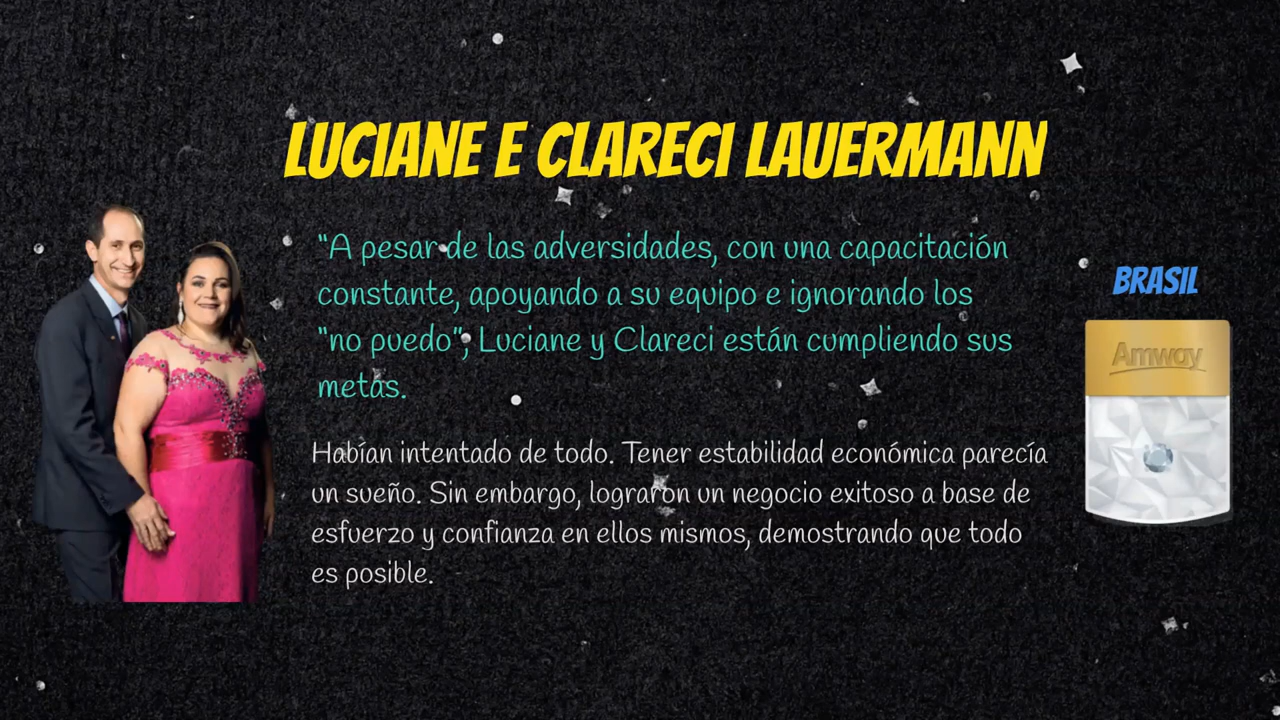 LUCIANE E CLARECI LAUERMANN
“A pesar de las adversidades, con una capacitación
constante, apoyando a su equipo e ignorando los
“no puedo”, Luciane y Clareci están cumpliendo sus
metas.
Habían intentado de todo. Tener estabilidad económica parecía
un sueño. Sin embargo, lograron un negocio exitoso a base de
esfuerzo y confianza en ellos mismos, demostrando que todo
es posible.
BRASIL
Amway